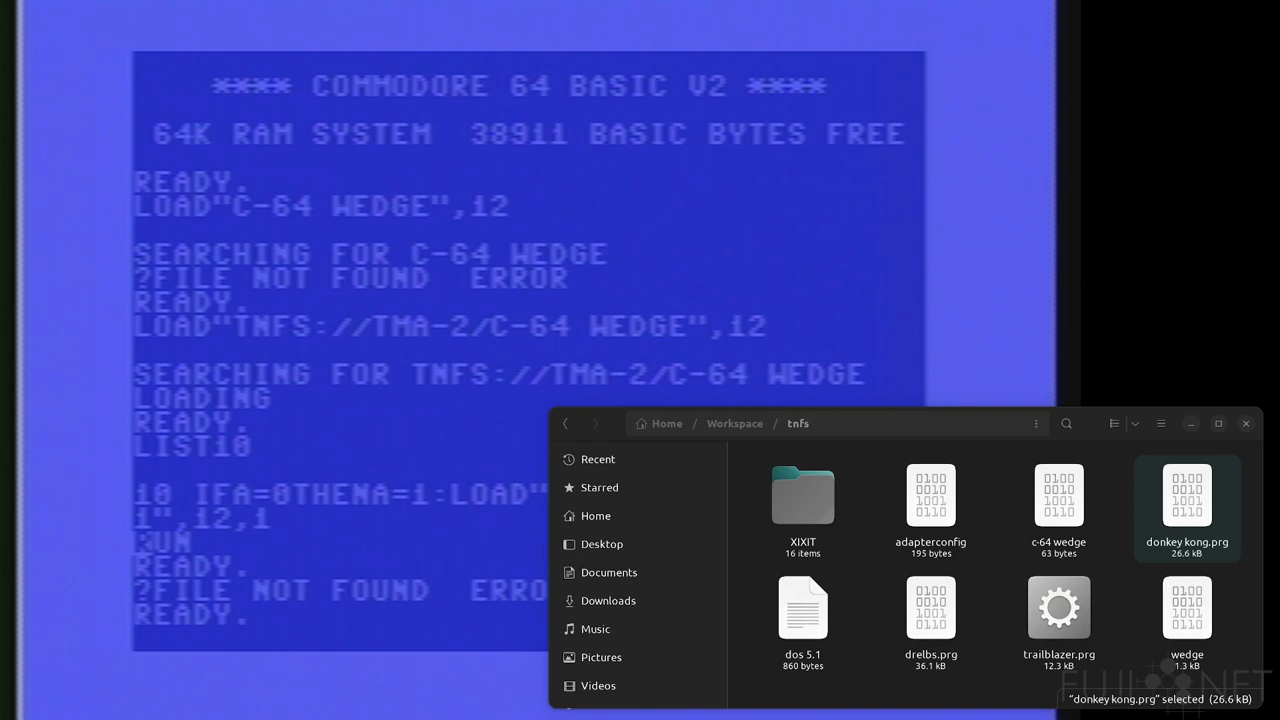 **** COMMODORE 64 BASIC V2 ****
64K RAM SYSTEM  38911 BASIC BYTES FREE
READY.
LOAD"C-64 WEDGE",12
SEARCHING FOR C-64 WEDGE
?FILE NOT FOUND  ERROR
READY.
LOAD"TNFS://TMA-2/C-64 WEDGE",12
SEARCHING FOR TNFS://TMA-2/C-64 WEDGE
LOADING
READY.
LIST10
10 IFA=0THENA=1:LOAD"
1",12,1
RUN
READY.
?FILE NOT FOUND  ERRO
READY.
Home / Workspace / tnfs
Recent
Starred
Home
Desktop
Documents
Downloads
Music
Pictures
Videos
XIXIT
16 items
adapterconfig
195 bytes
c-64 wedge
63 bytes
donkey kong.prg
26.6 kB
dos 5.1
860 bytes
drelbs.prg
36.1 kB
trailblazer.prg
12.3 kB
wedge
1.3 kB
FUJINET
"donkey kong.prg" selected (26.6 kB)